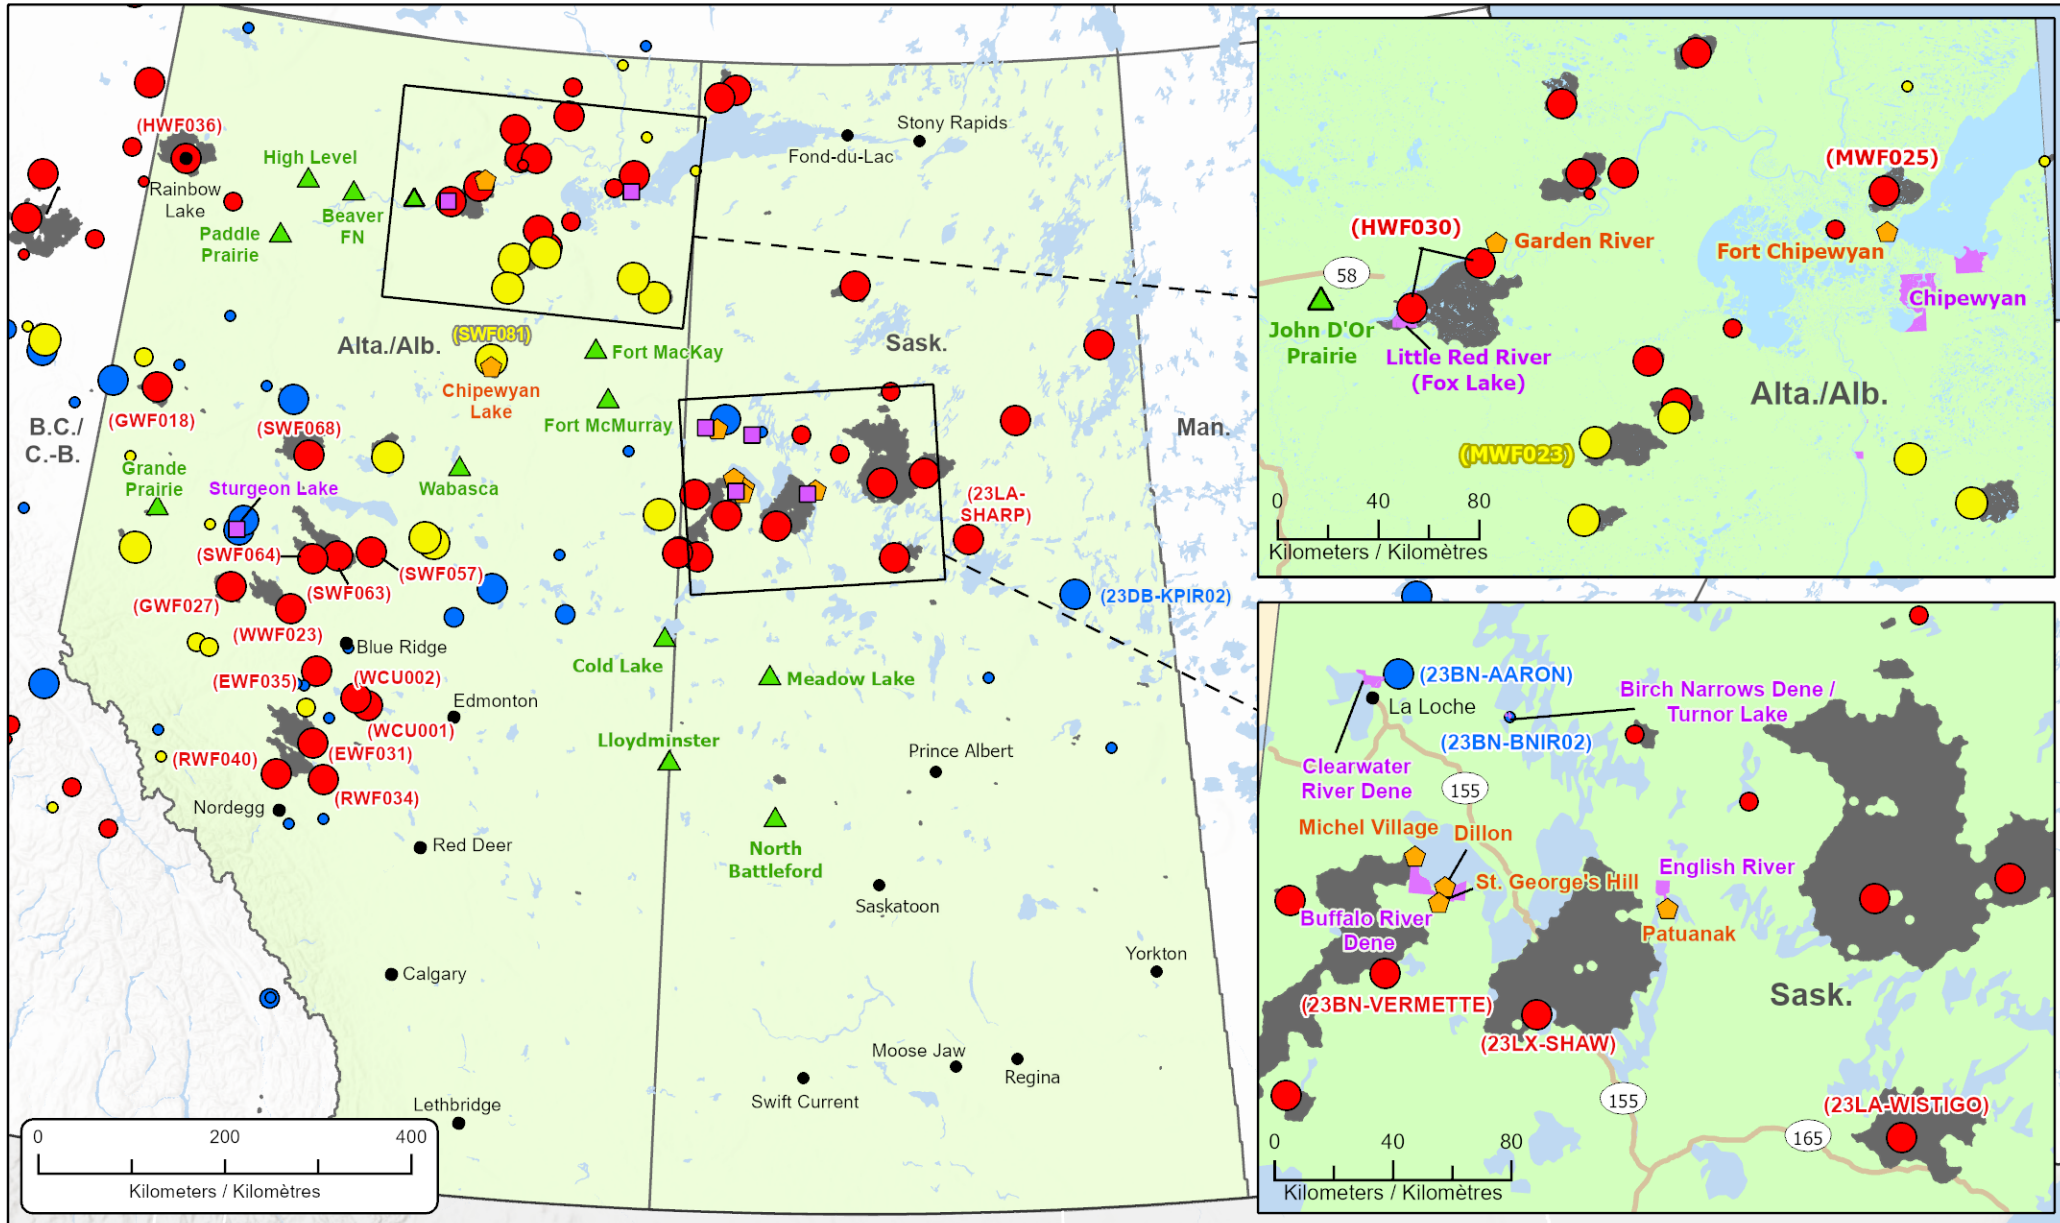 (HWF036)
Rainbow
Lake
High Level
Beaver
FN
Paddle
Prairie
Fond-du-Lac
Stony Rapids
Alta./Alb.
(SWF081)
Chipewyan
Lake
Fort MacKay
Fort McMurray
Sask.
Man.
B.C./
C.-B.
(GWF018)
(SWF068)
Grande
Prairie
Sturgeon Lake
Wabasca
(23LA-
SHARP)
(SWF064)
(SWF057)
(SWF063)
(GWF027)
(WWF023)
(23DB-KPIR02)
Blue Ridge
Cold Lake
Meadow Lake
(EWF035)
(WCU002)
Edmonton
(WCU001)
(EWF031)
(RWF040)
(RWF034)
Lloydminster
Prince Albert
Nordegg
Red Deer
North
Battleford
Saskatoon
Calgary
Yorkton
Moose Jaw
Regina
Swift Current
Lethbridge
0 200 400
Kilometers / Kilomètres
(MWF025)
(HWF030)
Garden River
Fort Chipewyan
58
Chipewyan
John D'Or
Prairie
Little Red River
(Fox Lake)
Alta./Alb.
(MWF023)
0 40 80
Kilometers / Kilomètres
(23BN-AARON)
La Loche
Birch Narrows Dene /
Turnor Lake
(23BN-BNIR02)
Clearwater
River Dene
155
Michel Village
Dillon
English River
St. George's Hill
Buffalo River
Dene
Patuanak
(23BN-VERMETTE)
Sask.
(23LX-SHAW)
155
(23LA-WISTIGO)
165
0 40 80
Kilometers / Kilomètres